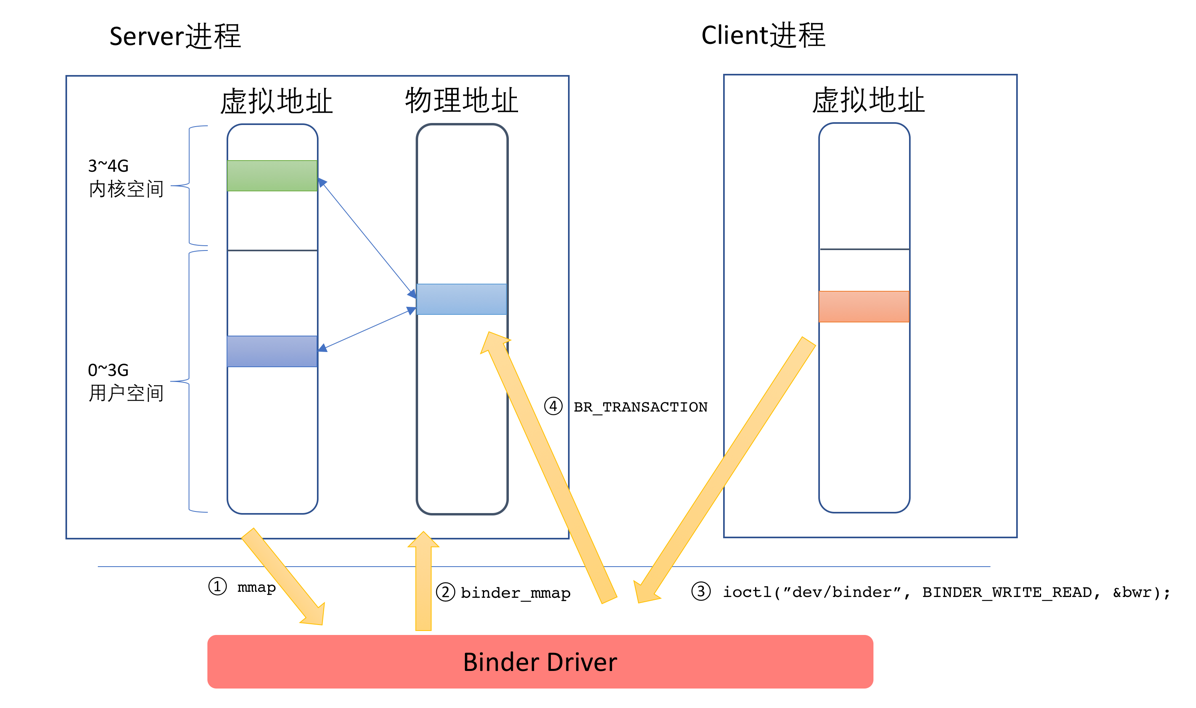 Server进程
Client进程
虚拟地址
物理地址
虚拟地址
3~4G
内核空间
0~3G
用户空间
④ BR_TRANSACTION
① mmap
② binder_mmap
③ ioctl(”dev/binder”, BINDER_WRITE_READ, &bwr);
Binder Driver